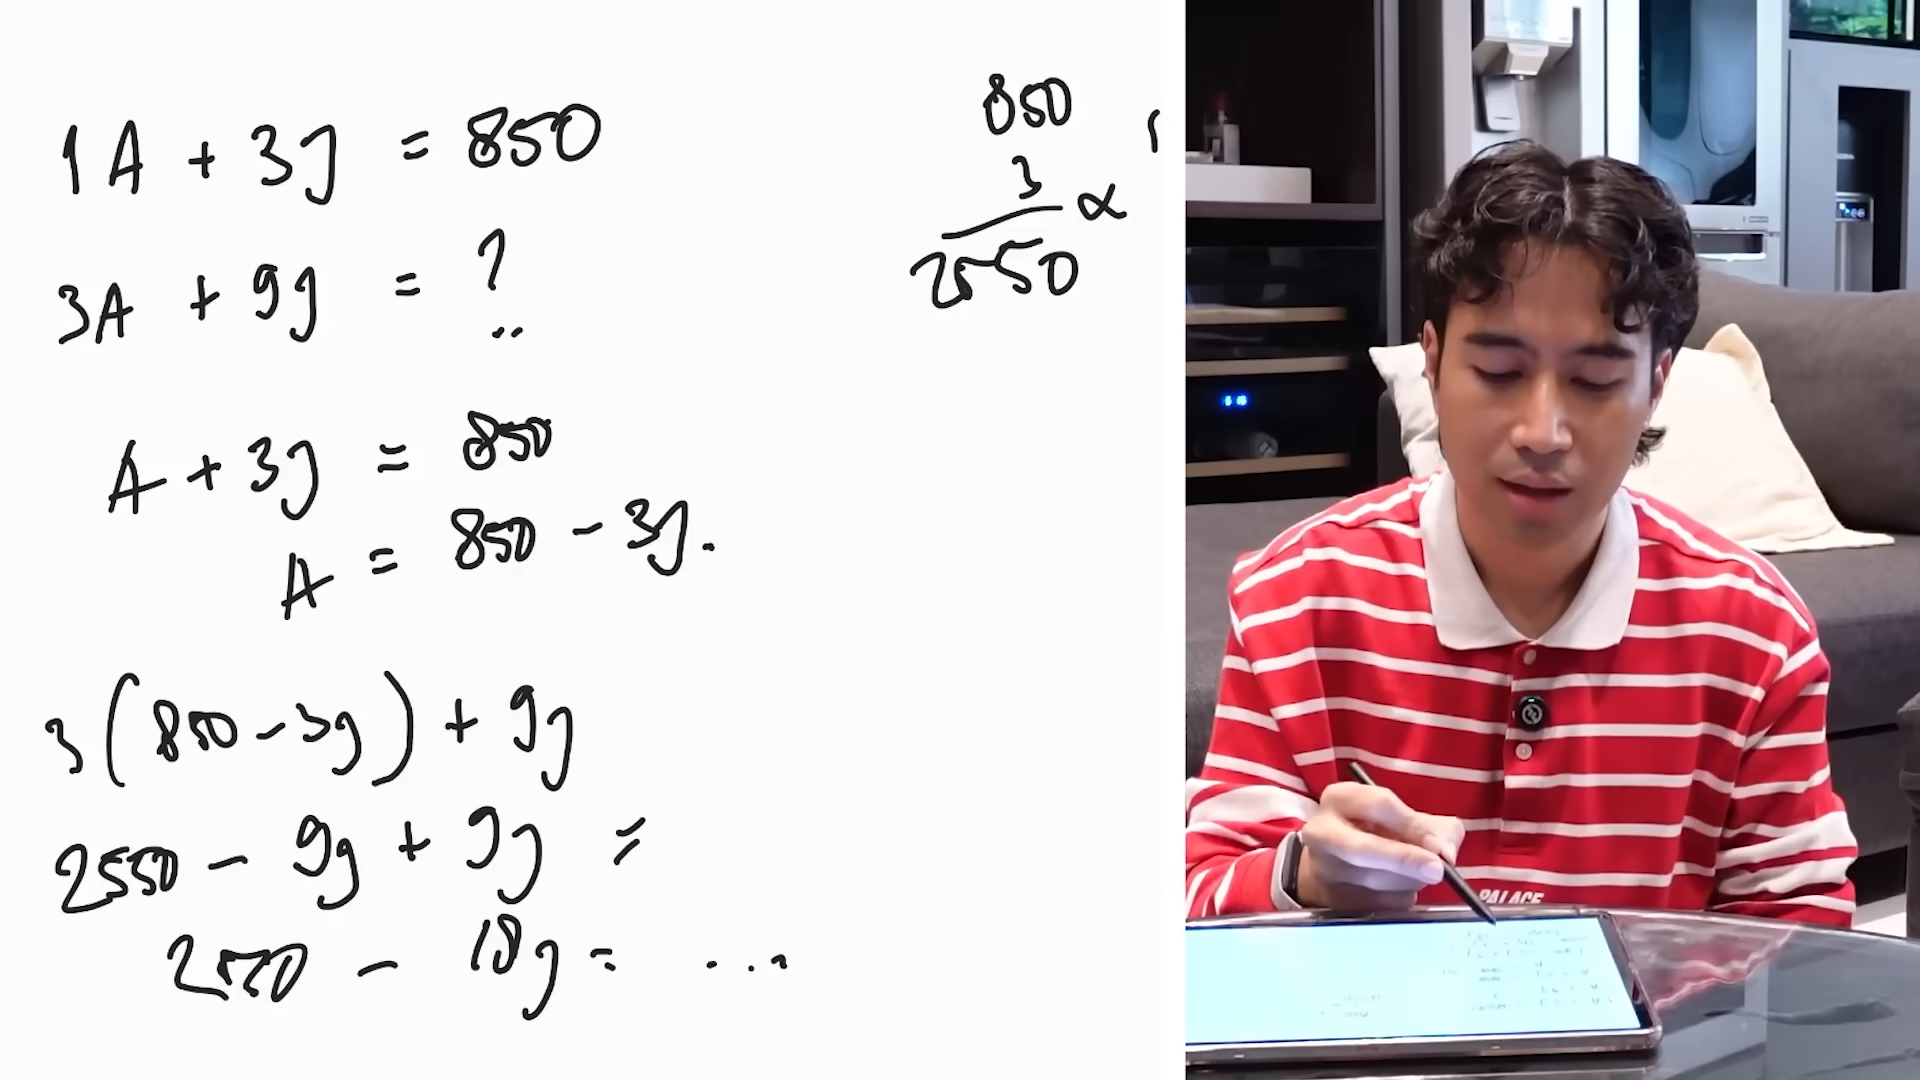 1A + 3J = 850
3A + 9J = ?
A + 3J = 850
A = 850 - 3J.
3(850 - 3J) + 9J
2550 - 9J + 9J =
2550 - 18J = ...
850
3 x
2550
PALACE